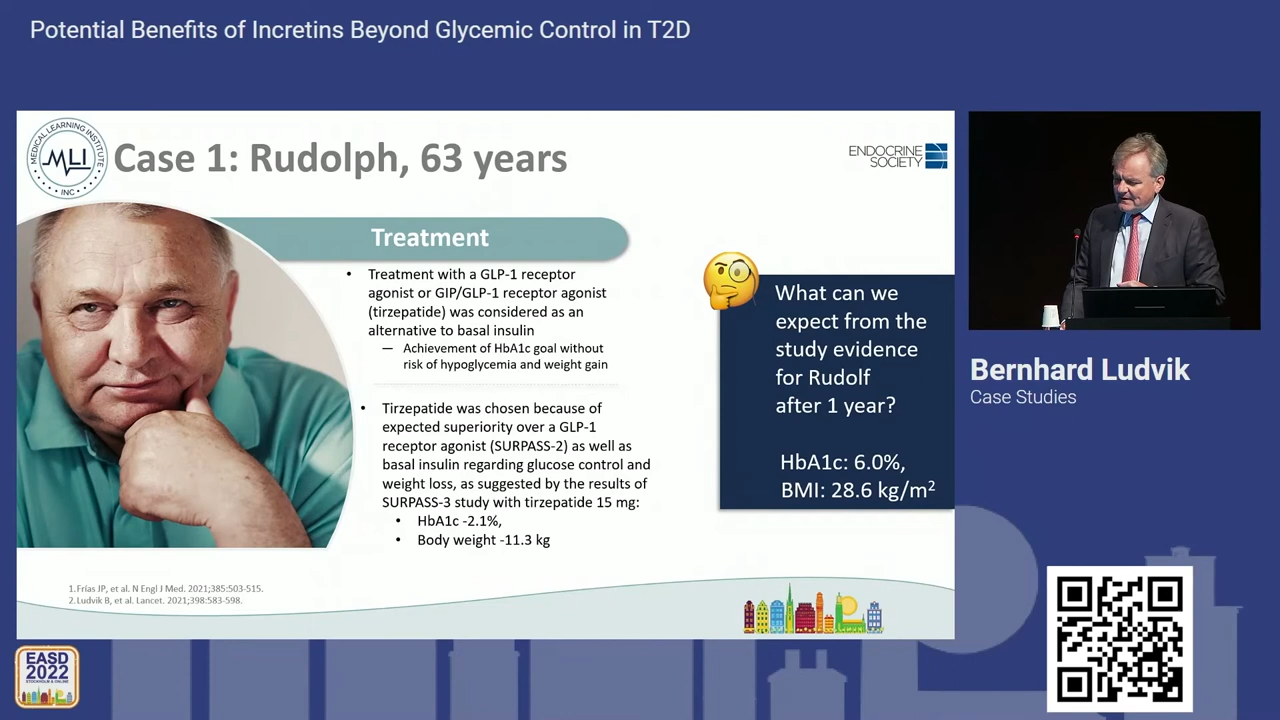 Potential Benefits of Incretins Beyond Glycemic Control in T2D
MEDICAL LEARNING INSTITUTE
MLI
INC
Case 1: Rudolph, 63 years
ENDOCRINE
SOCIETY
Treatment
• Treatment with a GLP-1 receptor
agonist or GIP/GLP-1 receptor agonist
(tirzepatide) was considered as an
alternative to basal insulin
— Achievement of HbA1c goal without
risk of hypoglycemia and weight gain
• Tirzepatide was chosen because of
expected superiority over a GLP-1
receptor agonist (SURPASS-2) as well as
basal insulin regarding glucose control and
weight loss, as suggested by the results of
SURPASS-3 study with tirzepatide 15 mg:
• HbA1c -2.1%,
• Body weight -11.3 kg
What can we
expect from the
study evidence
for Rudolf
after 1 year?
HbA1c: 6.0%,
BMI: 28.6 kg/m²
1. Frias JP, et al. N Engl J Med. 2021;385:503-515.
2. Ludvik B, et al. Lancet. 2021;398:583-598.
Bernhard Ludvik
Case Studies
EASD
2022
STOCKHOLM & ONLINE